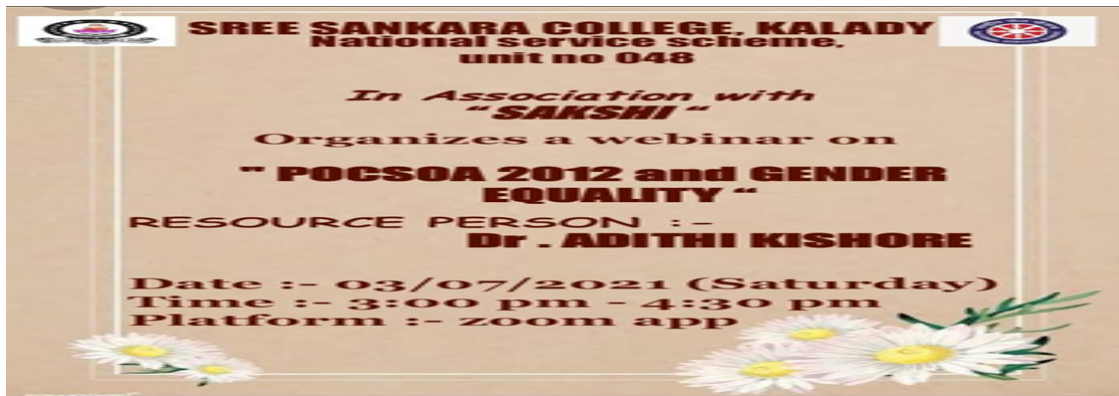 SREE SANKARA COLLEGE, KALADY
National service scheme,
unit no 048
In Association with
“ SAKSHI “
Organizes a webinar on
" POCSOA 2012 and GENDER
EQUALITY “
RESOURCE PERSON :-
Dr . ADITHI KISHORE
Date :- 03/07/2021 (Saturday)
Time :- 3:00 pm - 4:30 pm
Platform :- zoom app